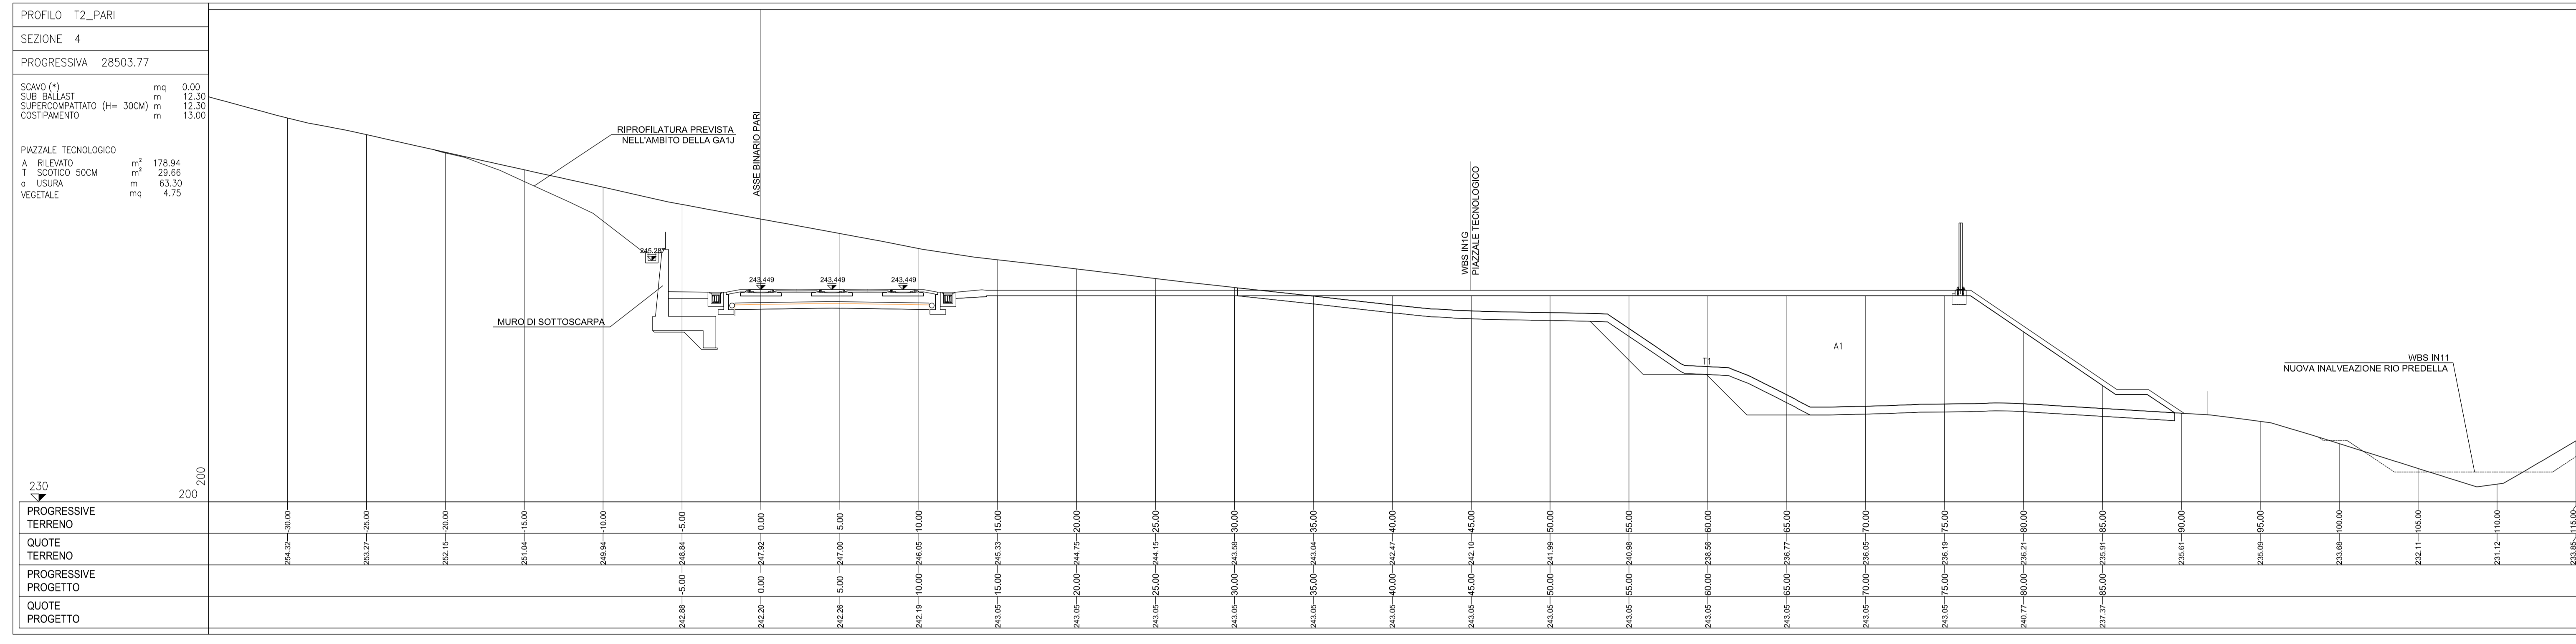 PROFILO T2_PARI
SEZIONE 4
PROGRESSIVA 28503.77
SCAVO (*) mq 0.00
SUB BALLAST m 12.30
SUPERCOMPATTATO (H= 30CM) m 12.30
COSTIPAMENTO m 13.00
PIAZZALE TECNOLOGICO
A RILEVATO m² 178.94
T SCOTICO 50CM m² 29.66
a USURA m 63.30
VEGETALE mq 4.75
RIPROFILATURA PREVISTA
NELL'AMBITO DELLA GA1J
ASSE BINARIO PARI
MURO DI SOTTOSCARPA
243.449 243.449 243.449
WBS IN1G
PIAZZALE TECNOLOGICO
T1
A1
WBS IN11
NUOVA INALVEAZIONE RIO PREDELLA
230
200
200
PROGRESSIVE
TERRENO
-30.00 -25.00 -20.00 -15.00 -10.00 -5.00 0.00 5.00 10.00 15.00 20.00 25.00 30.00 35.00 40.00 45.00 50.00 55.00 60.00 65.00 70.00 75.00 80.00 85.00 90.00 95.00 100.00 105.00 110.00 115.00
QUOTE
TERRENO
254.32 253.27 252.15 251.04 249.94 248.84 247.92 247.00 246.05 245.33 244.75 244.15 243.58 243.04 242.47 242.10 241.99 240.98 238.56 236.77 236.05 236.19 236.21 235.91 235.61 235.09 233.68 232.11 231.12 233.85
PROGRESSIVE
PROGETTO
-5.00 0.00 5.00 10.00 15.00 20.00 25.00 30.00 35.00 40.00 45.00 50.00 55.00 60.00 65.00 70.00 75.00 80.00 85.00
QUOTE
PROGETTO
242.88 242.20 242.26 242.19 243.05 243.05 243.05 243.05 243.05 243.05 243.05 243.05 243.05 243.05 243.05 243.05 243.05 240.77 237.37